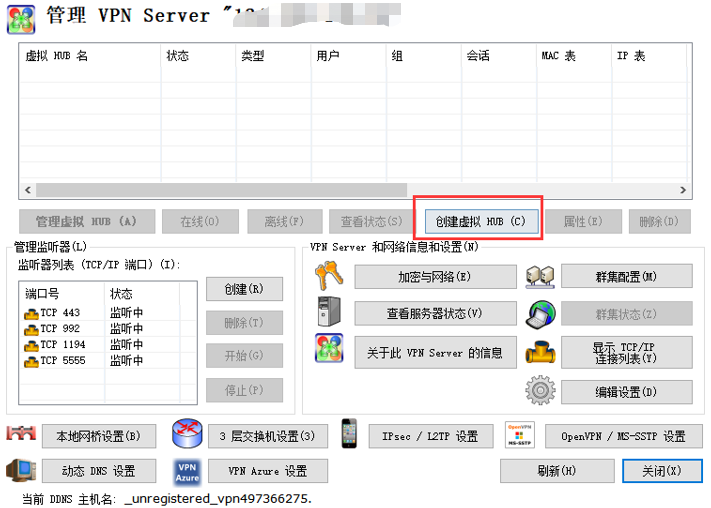 管理 VPN Server "
虚拟 HUB 名 状态 类型 用户 组 会话 MAC 表 IP 表
管理虚拟 HUB (A) 在线(O) 离线(F) 查看状态(S) 创建虚拟 HUB (C) 属性(E) 删除(D)
管理监听器(L)
监听器列表 (TCP/IP 端口) (I):
端口号 状态
TCP 443 监听中
TCP 992 监听中
TCP 1194 监听中
TCP 5555 监听中
创建(R)
删除(T)
开始(G)
停止(P)
VPN Server 和网络信息和设置(N)
加密与网络(E) 群集配置(M)
查看服务器状态(V) 群集状态(Z)
关于此 VPN Server 的信息 显示 TCP/IP
连接列表(Y)
编辑设置(D)
本地网桥设置(B) 3 层交换机设置(3) IPsec / L2TP 设置 OpenVPN MS-SSTP OpenVPN / MS-SSTP 设置
动态 DNS 设置 VPN Azure VPN Azure 设置 刷新(H) 关闭(X)
当前 DDNS 主机名: _unregistered_vpn497366275.